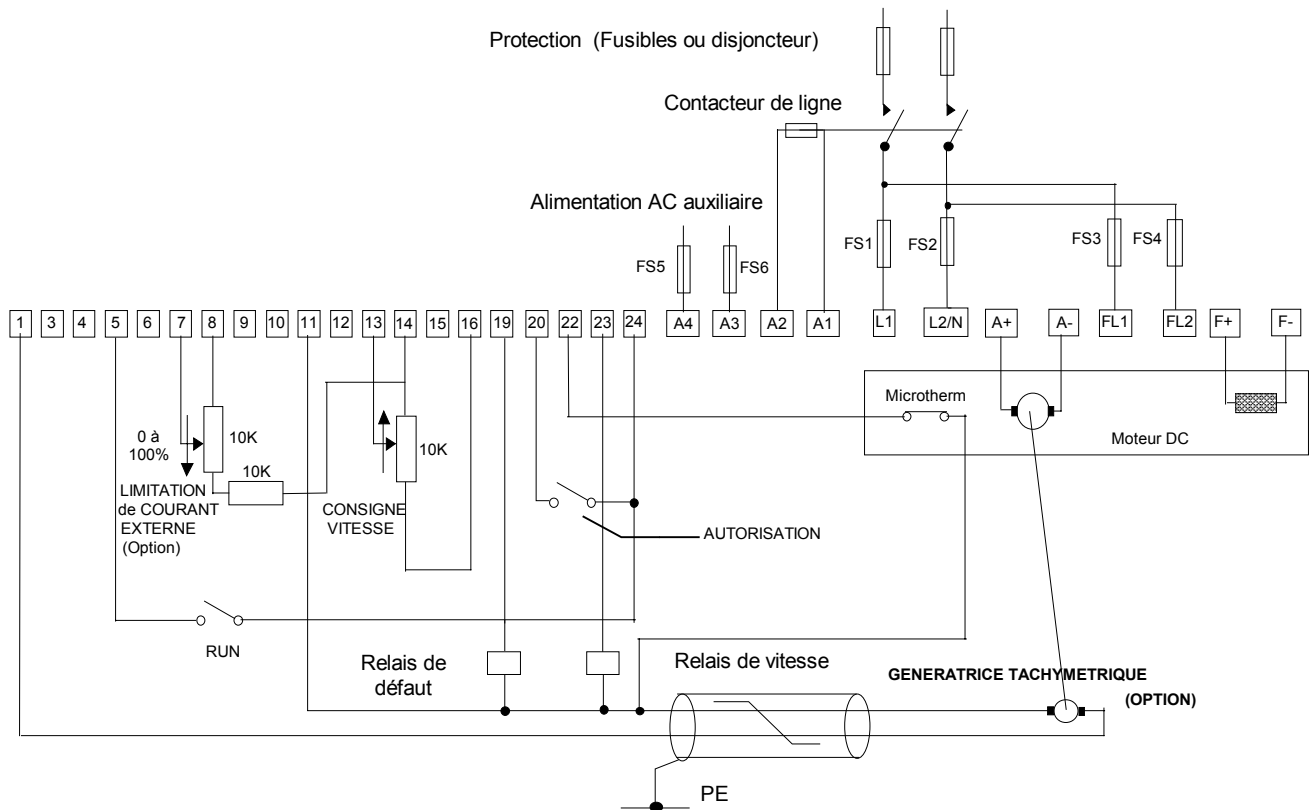 Protection (Fusibles ou disjoncteur)
Contacteur de ligne
Alimentation AC auxiliaire
FS5
FS6
FS1
FS2
FS3
FS4
1 3 4 5 6 7 8 9 10 11 12 13 14 15 16 19 20 22 23 24 A4 A3 A2 A1 L1 L2/N A+ A- FL1 FL2 F+ F-
Microtherm
Moteur DC
0 à
100%
10K
10K
10K
LIMITATION
de COURANT
EXTERNE
(Option)
CONSIGNE
VITESSE
AUTORISATION
RUN
Relais de
défaut
Relais de vitesse
GENERATRICE TACHYMETRIQUE
(OPTION)
PE